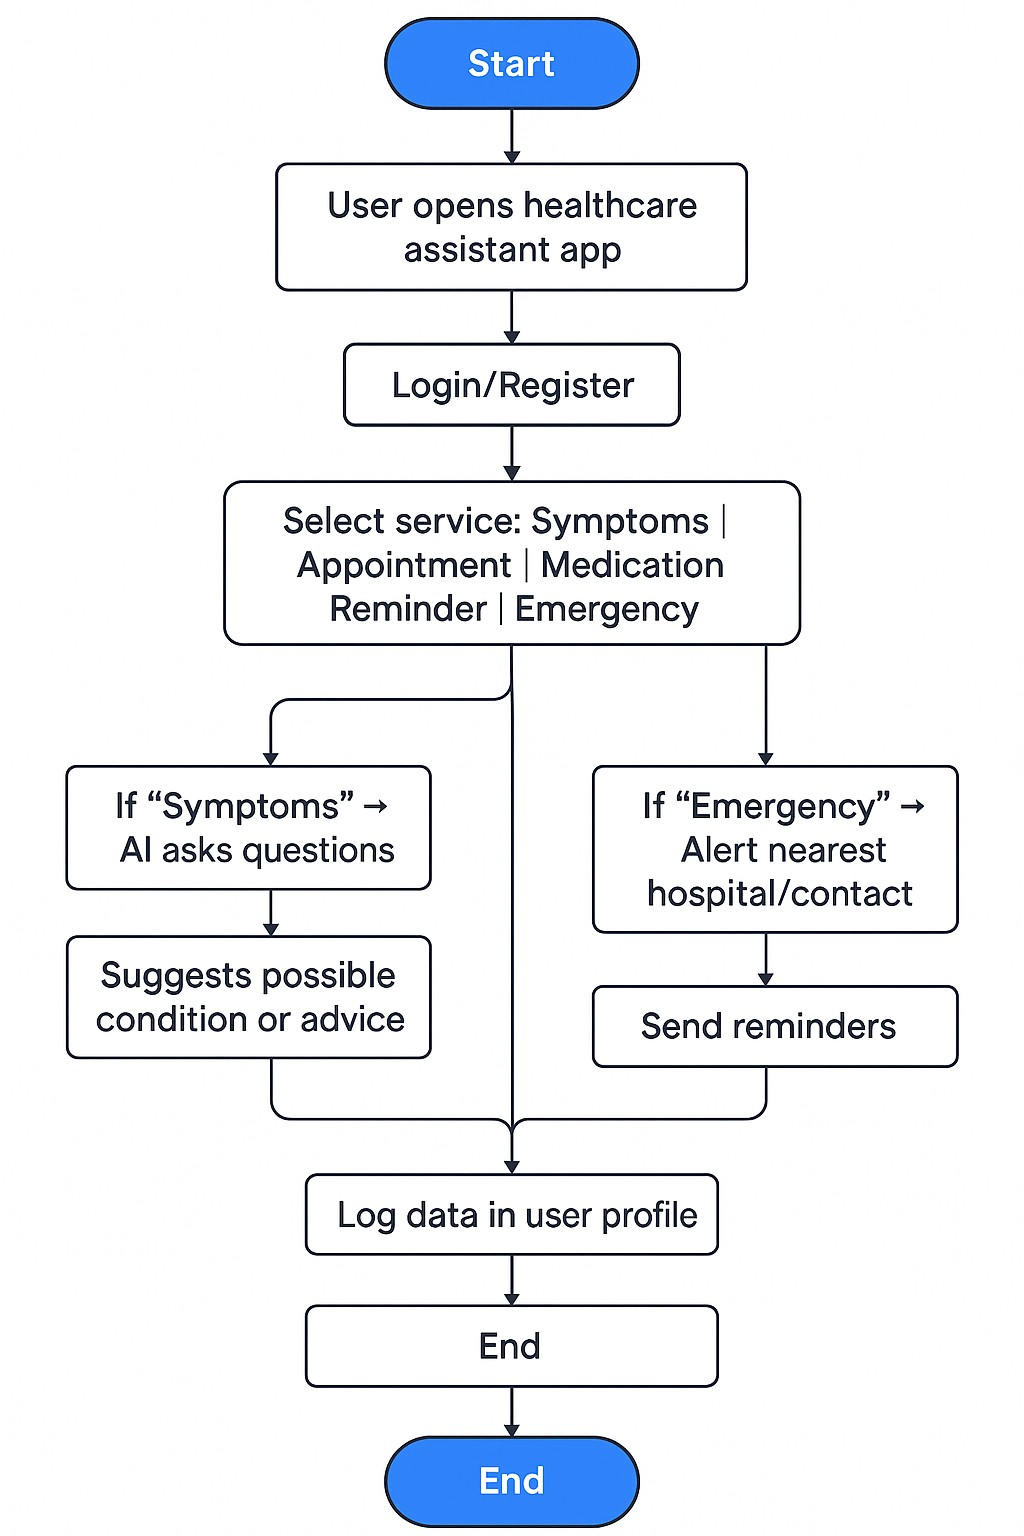 Start
User opens healthcare
assistant app
Login/Register
Select service: Symptoms |
Appointment | Medication
Reminder | Emergency
If “Symptoms” →
AI asks questions
Suggests possible
condition or advice
If “Emergency” →
Alert nearest
hospital/contact
Send reminders
Log data in user profile
End
End